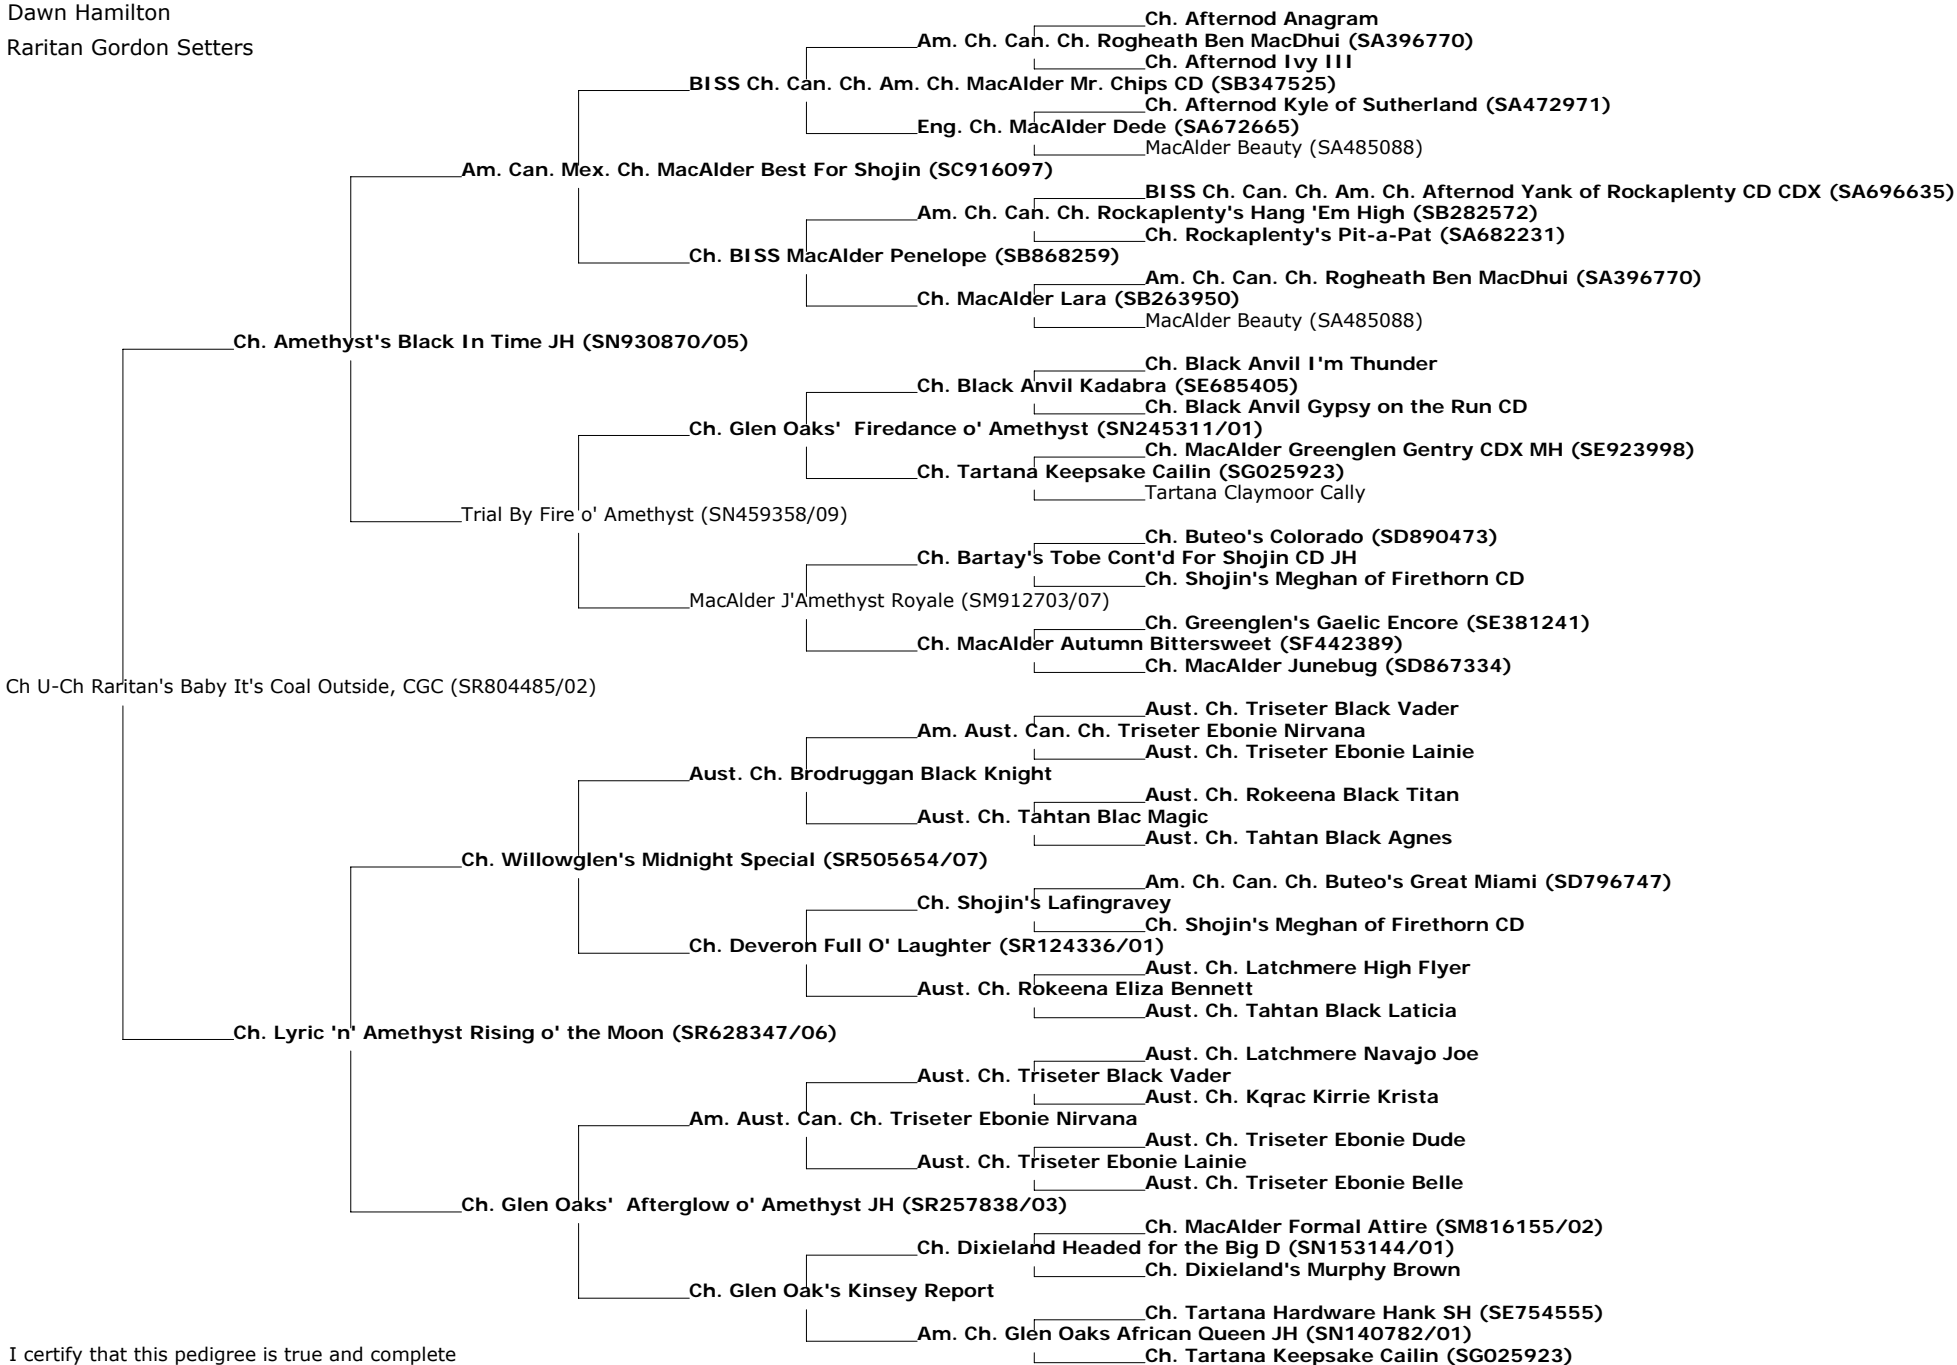 Dawn Hamilton
Raritan Gordon Setters
Ch. Afternod Anagram
Am. Ch. Can. Ch. Rogheath Ben MacDhui (SA396770)
Ch. Afternod Ivy III
BISS Ch. Can. Ch. Am. Ch. MacAlder Mr. Chips CD (SB347525)
Ch. Afternod Kyle of Sutherland (SA472971)
Eng. Ch. MacAlder Dede (SA672665)
MacAlder Beauty (SA485088)
Am. Can. Mex. Ch. MacAlder Best For Shojin (SC916097)
BISS Ch. Can. Ch. Am. Ch. Afternod Yank of Rockaplenty CD CDX (SA696635)
Am. Ch. Can. Ch. Rockaplenty's Hang 'Em High (SB282572)
Ch. Rockaplenty's Pit-a-Pat (SA682231)
Ch. BISS MacAlder Penelope (SB868259)
Am. Ch. Can. Ch. Rogheath Ben MacDhui (SA396770)
Ch. MacAlder Lara (SB263950)
MacAlder Beauty (SA485088)
Ch. Amethyst's Black In Time JH (SN930870/05)
Ch. Black Anvil I'm Thunder
Ch. Black Anvil Kadabra (SE685405)
Ch. Black Anvil Gypsy on the Run CD
Ch. Glen Oaks' Firedance o' Amethyst (SN245311/01)
Ch. MacAlder Greenglen Gentry CDX MH (SE923998)
Ch. Tartana Keepsake Cailin (SG025923)
Tartana Claymoor Cally
Trial By Fire o' Amethyst (SN459358/09)
Ch. Buteo's Colorado (SD890473)
Ch. Bartay's Tobe Cont'd For Shojin CD JH
Ch. Shojin's Meghan of Firethorn CD
MacAlder J'Amethyst Royale (SM912703/07)
Ch. Greenglen's Gaelic Encore (SE381241)
Ch. MacAlder Autumn Bittersweet (SF442389)
Ch. MacAlder Junebug (SD867334)
Ch U-Ch Raritan's Baby It's Coal Outside, CGC (SR804485/02)
Aust. Ch. Triseter Black Vader
Am. Aust. Can. Ch. Triseter Ebonie Nirvana
Aust. Ch. Triseter Ebonie Lainie
Aust. Ch. Brodruggan Black Knight
Aust. Ch. Rokeena Black Titan
Aust. Ch. Tahtan Blac Magic
Aust. Ch. Tahtan Black Agnes
Ch. Willowglen's Midnight Special (SR505654/07)
Am. Ch. Can. Ch. Buteo's Great Miami (SD796747)
Ch. Shojin's Lafingravey
Ch. Shojin's Meghan of Firethorn CD
Ch. Deveron Full O' Laughter (SR124336/01)
Aust. Ch. Latchmere High Flyer
Aust. Ch. Rokeena Eliza Bennett
Aust. Ch. Tahtan Black Laticia
Ch. Lyric 'n' Amethyst Rising o' the Moon (SR628347/06)
Aust. Ch. Latchmere Navajo Joe
Aust. Ch. Triseter Black Vader
Aust. Ch. Kqrac Kirrie Krista
Am. Aust. Can. Ch. Triseter Ebonie Nirvana
Aust. Ch. Triseter Ebonie Dude
Aust. Ch. Triseter Ebonie Lainie
Aust. Ch. Triseter Ebonie Belle
Ch. Glen Oaks' Afterglow o' Amethyst JH (SR257838/03)
Ch. MacAlder Formal Attire (SM816155/02)
Ch. Dixieland Headed for the Big D (SN153144/01)
Ch. Dixieland's Murphy Brown
Ch. Glen Oak's Kinsey Report
Ch. Tartana Hardware Hank SH (SE754555)
Am. Ch. Glen Oaks African Queen JH (SN140782/01)
Ch. Tartana Keepsake Cailin (SG025923)
I certify that this pedigree is true and complete